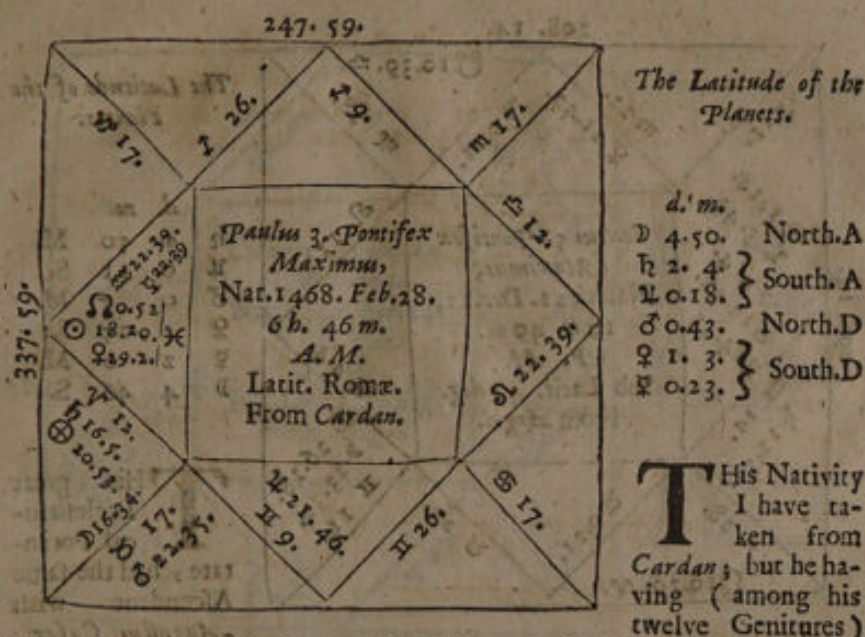 247. 59.
♑ 17.
♐ 26.
♐ 9.
♏ 17.
♎ 12.
♒ 22.39.
☿ 22.39
☊ 0.52
☉ 18.20. ♓
♀ 29.2.
337. 59.
Paulus 3. Pontifex
Maximus,
Nat. 1468. Feb. 28.
6 h. 46 m.
A. M.
Latit. Romæ.
From Cardan.
♌ 22.39.
♈ 12.
♄ 16.5.
⊕ 20.53.
☽ 16.34.
♉ 17.
♂ 22.35.
♃ 21. 46.
♊ 9.
♊ 26.
♋ 17.
The Latitude of the
Planets.
d. m.
☽ 4.50. North.A
♄ 2. 4. } South. A
♃ 0.18.
♂ 0.43. North.D
♀ 1. 3. } South.D
☿ 0.23.
THis Nativity
I have ta-
ken from
Cardan; but he ha-
ving ( among his
twelve Genitures )